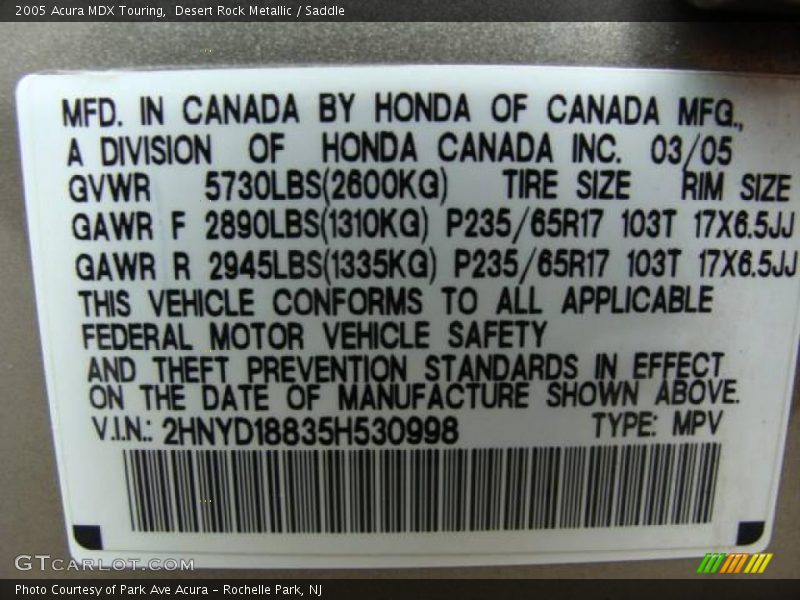 2005 Acura MDX Touring,  Desert Rock Metallic / Saddle
MFD. IN CANADA BY HONDA OF CANADA MFG.,
A DIVISION OF HONDA CANADA INC. 03/05
GVWR 5730LBS(2600KG) TIRE SIZE RIM SIZE
GAWR F 2890LBS(1310KG) P235/65R17 103T 17X6.5JJ
GAWR R 2945LBS(1335KG) P235/65R17 103T 17X6.5JJ
THIS VEHICLE CONFORMS TO ALL APPLICABLE
FEDERAL MOTOR VEHICLE SAFETY
AND THEFT PREVENTION STANDARDS IN EFFECT
ON THE DATE OF MANUFACTURE SHOWN ABOVE.
V.I.N.: 2HNYD18835H530998 TYPE: MPV
GTCARLOT.COM
Photo Courtesy of Park Ave Acura - Rochelle Park, NJ